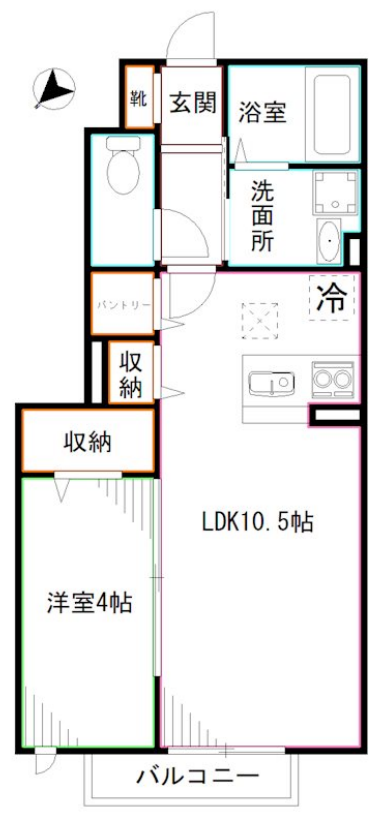 靴
玄関
浴室
洗面所
パントリー
冷
収納
収納
LDK10.5帖
洋室4帖
バルコニー